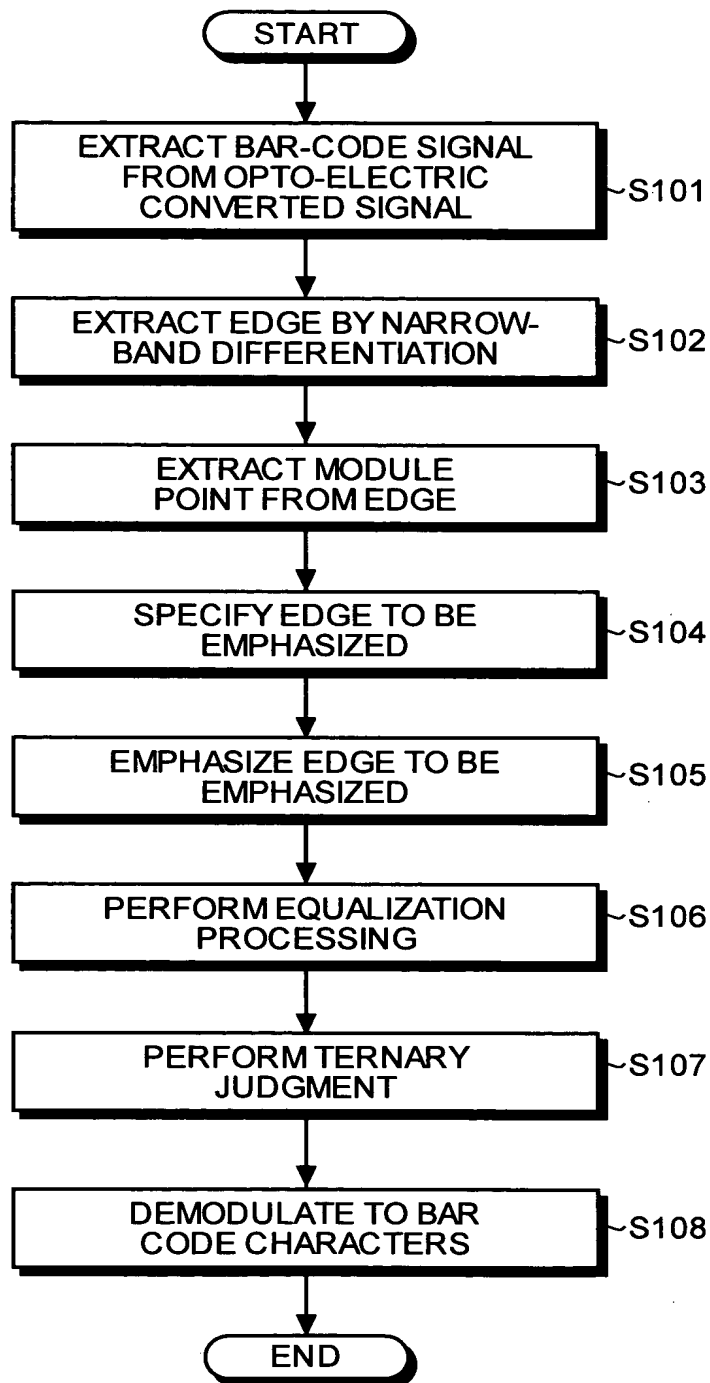 START
EXTRACT BAR-CODE SIGNAL
FROM OPTO-ELECTRIC
CONVERTED SIGNAL
S101
EXTRACT EDGE BY NARROW-
BAND DIFFERENTIATION
S102
EXTRACT MODULE
POINT FROM EDGE
S103
SPECIFY EDGE TO BE
EMPHASIZED
S104
EMPHASIZE EDGE TO BE
EMPHASIZED
S105
PERFORM EQUALIZATION
PROCESSING
S106
PERFORM TERNARY
JUDGMENT
S107
DEMODULATE TO BAR
CODE CHARACTERS
S108
END